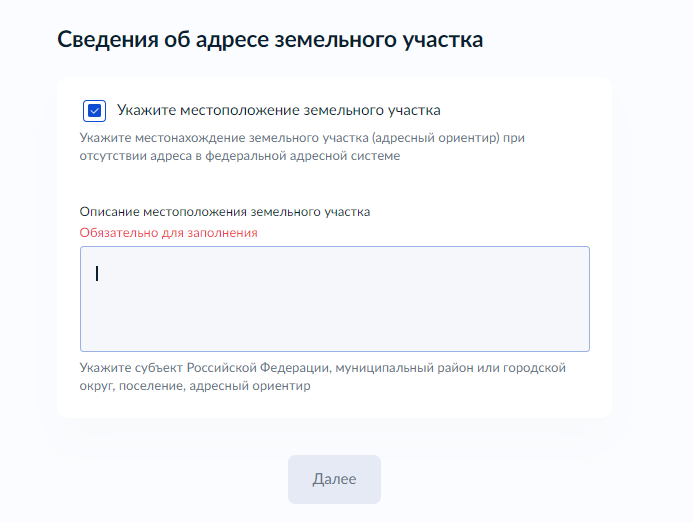 Сведения об адресе земельного участка
Укажите местоположение земельного участка
Укажите местонахождение земельного участка (адресный ориентир) при
отсутствии адреса в федеральной адресной системе
Описание местоположения земельного участка
Обязательно для заполнения
Укажите субъект Российской Федерации, муниципальный район или городской
округ, поселение, адресный ориентир
Далее